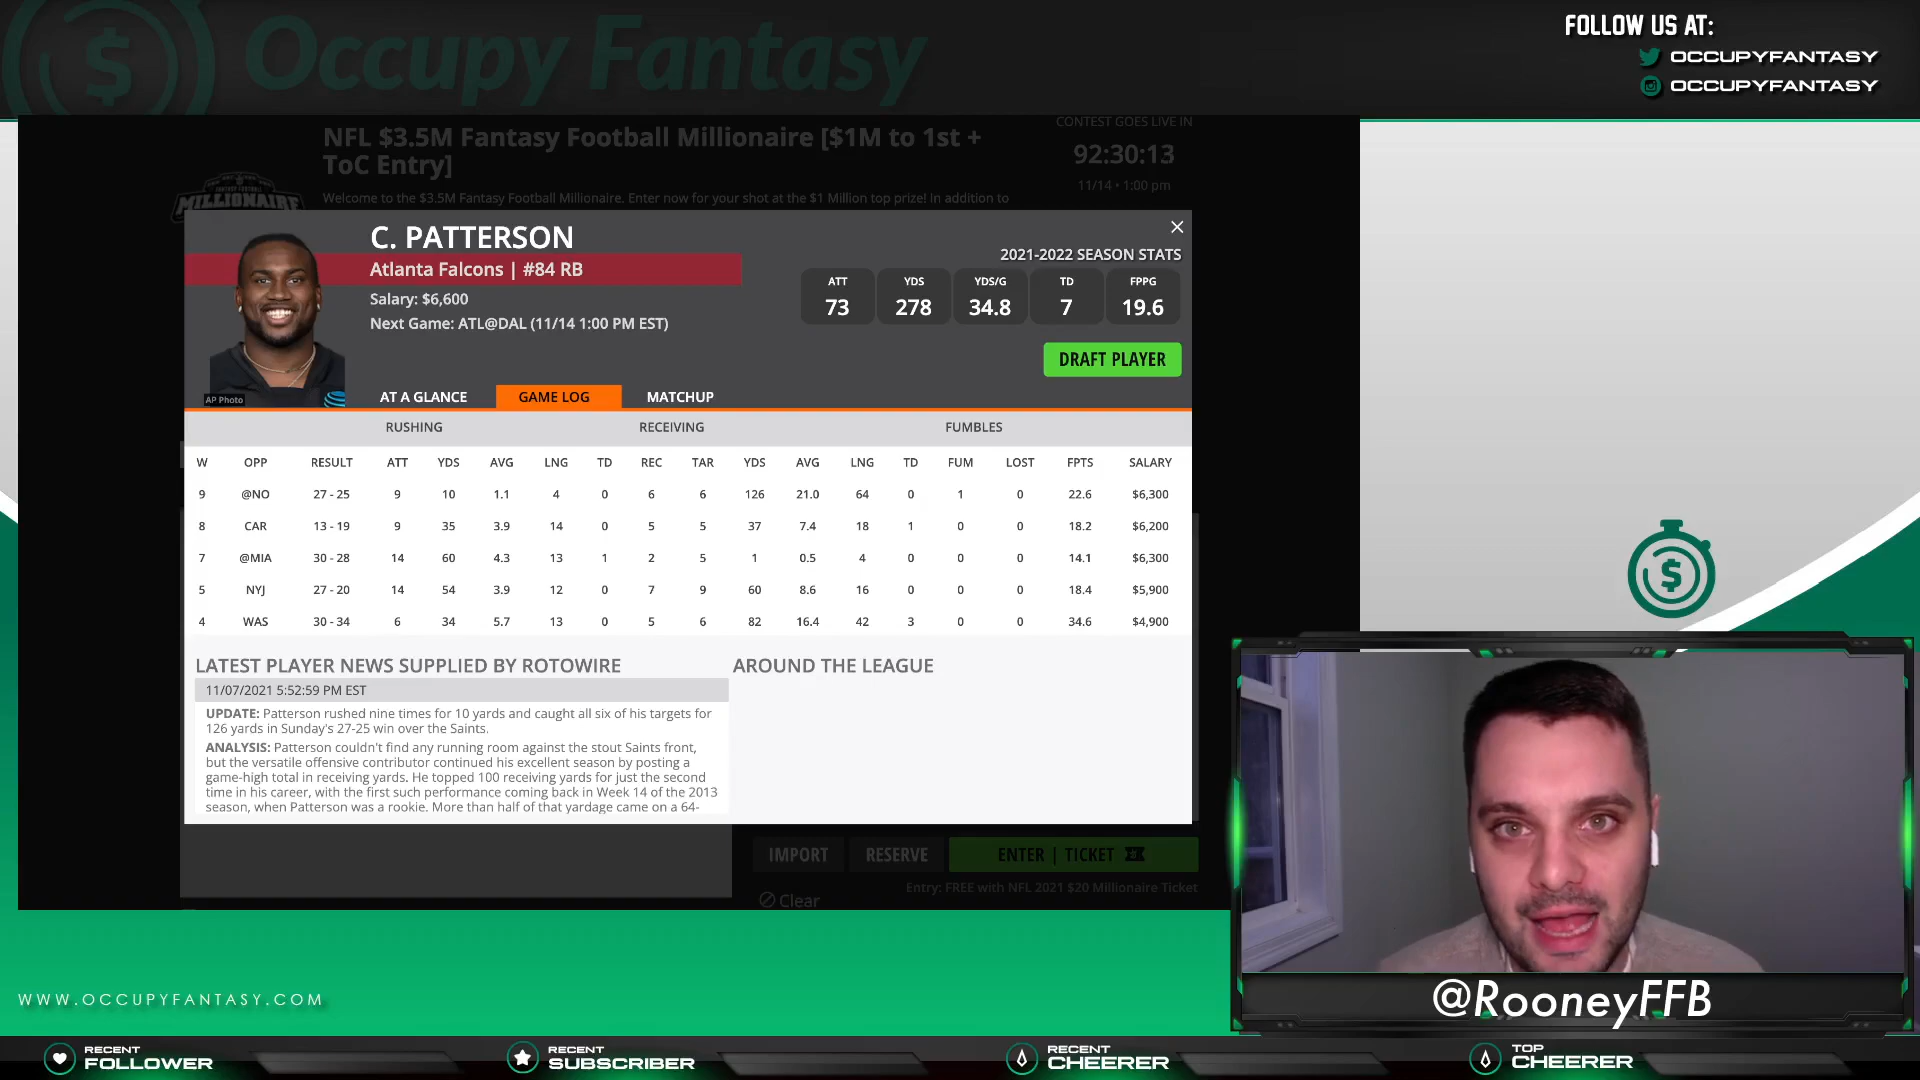 Occupy Fantasy
FOLLOW US AT:
OCCUPYFANTASY
OCCUPYFANTASY
NFL $3.5M Fantasy Football Millionaire [$1M to 1st +
ToC Entry]
CONTEST GOES LIVE IN
92:30:13
11/14 • 1:00 pm
FANTASY FOOTBALL
MILLIONAIRE
Welcome to the $3.5M Fantasy Football Millionaire. Enter now for your shot at the $1 Million top prize! In addition to
C. PATTERSON
Atlanta Falcons | #84 RB
Salary: $6,600
Next Game: ATL@DAL (11/14 1:00 PM EST)
2021-2022 SEASON STATS
ATT YDS YDS/G TD FPPG
73 278 34.8 7 19.6
DRAFT PLAYER
AP Photo
AT A GLANCE GAME LOG MATCHUP
RUSHING RECEIVING FUMBLES
W OPP RESULT ATT YDS AVG LNG TD REC TAR YDS AVG LNG TD FUM LOST FPTS SALARY
9 @NO 27 - 25 9 10 1.1 4 0 6 6 126 21.0 64 0 1 0 22.6 $6,300
8 CAR 13 - 19 9 35 3.9 14 0 5 5 37 7.4 18 1 0 0 18.2 $6,200
7 @MIA 30 - 28 14 60 4.3 13 1 2 5 1 0.5 4 0 0 0 14.1 $6,300
5 NYJ 27 - 20 14 54 3.9 12 0 7 9 60 8.6 16 0 0 0 18.4 $5,900
4 WAS 30 - 34 6 34 5.7 13 0 5 6 82 16.4 42 3 0 0 34.6 $4,900
LATEST PLAYER NEWS SUPPLIED BY ROTOWIRE
AROUND THE LEAGUE
11/07/2021 5:52:59 PM EST
UPDATE: Patterson rushed nine times for 10 yards and caught all six of his targets for
126 yards in Sunday's 27-25 win over the Saints.
ANALYSIS: Patterson couldn't find any running room against the stout Saints front,
but the versatile offensive contributor continued his excellent season by posting a
game-high total in receiving yards. He topped 100 receiving yards for just the second
time in his career, with the first such performance coming back in Week 14 of the 2013
season, when Patterson was a rookie. More than half of that yardage came on a 64-
IMPORT RESERVE ENTER | TICKET
Entry: FREE with NFL 2021 $20 Millionaire Ticket
Clear
WWW.OCCUPYFANTASY.COM
@RooneyFFB
RECENT
FOLLOWER
RECENT
SUBSCRIBER
RECENT
CHEERER
TOP
CHEERER